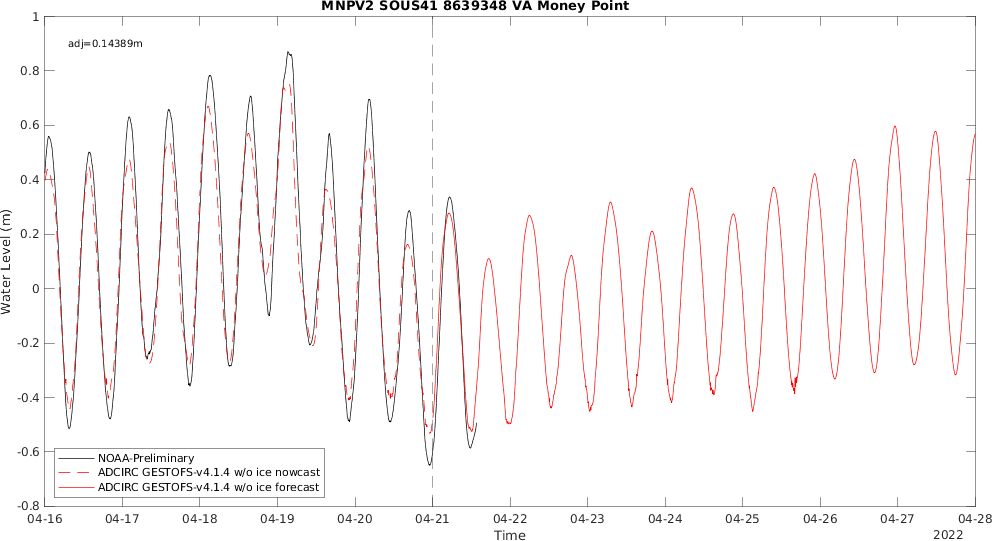 MNPV2 SOUS41 8639348 VA Money Point
adj=0.14389m
Water Level (m)
1
0.8
0.6
0.4
0.2
0
-0.2
-0.4
-0.6
-0.8
NOAA-Preliminary
ADCIRC GESTOFS-v4.1.4 w/o ice nowcast
ADCIRC GESTOFS-v4.1.4 w/o ice forecast
04-16 04-17 04-18 04-19 04-20 04-21 04-22 04-23 04-24 04-25 04-26 04-27 04-28
Time
2022